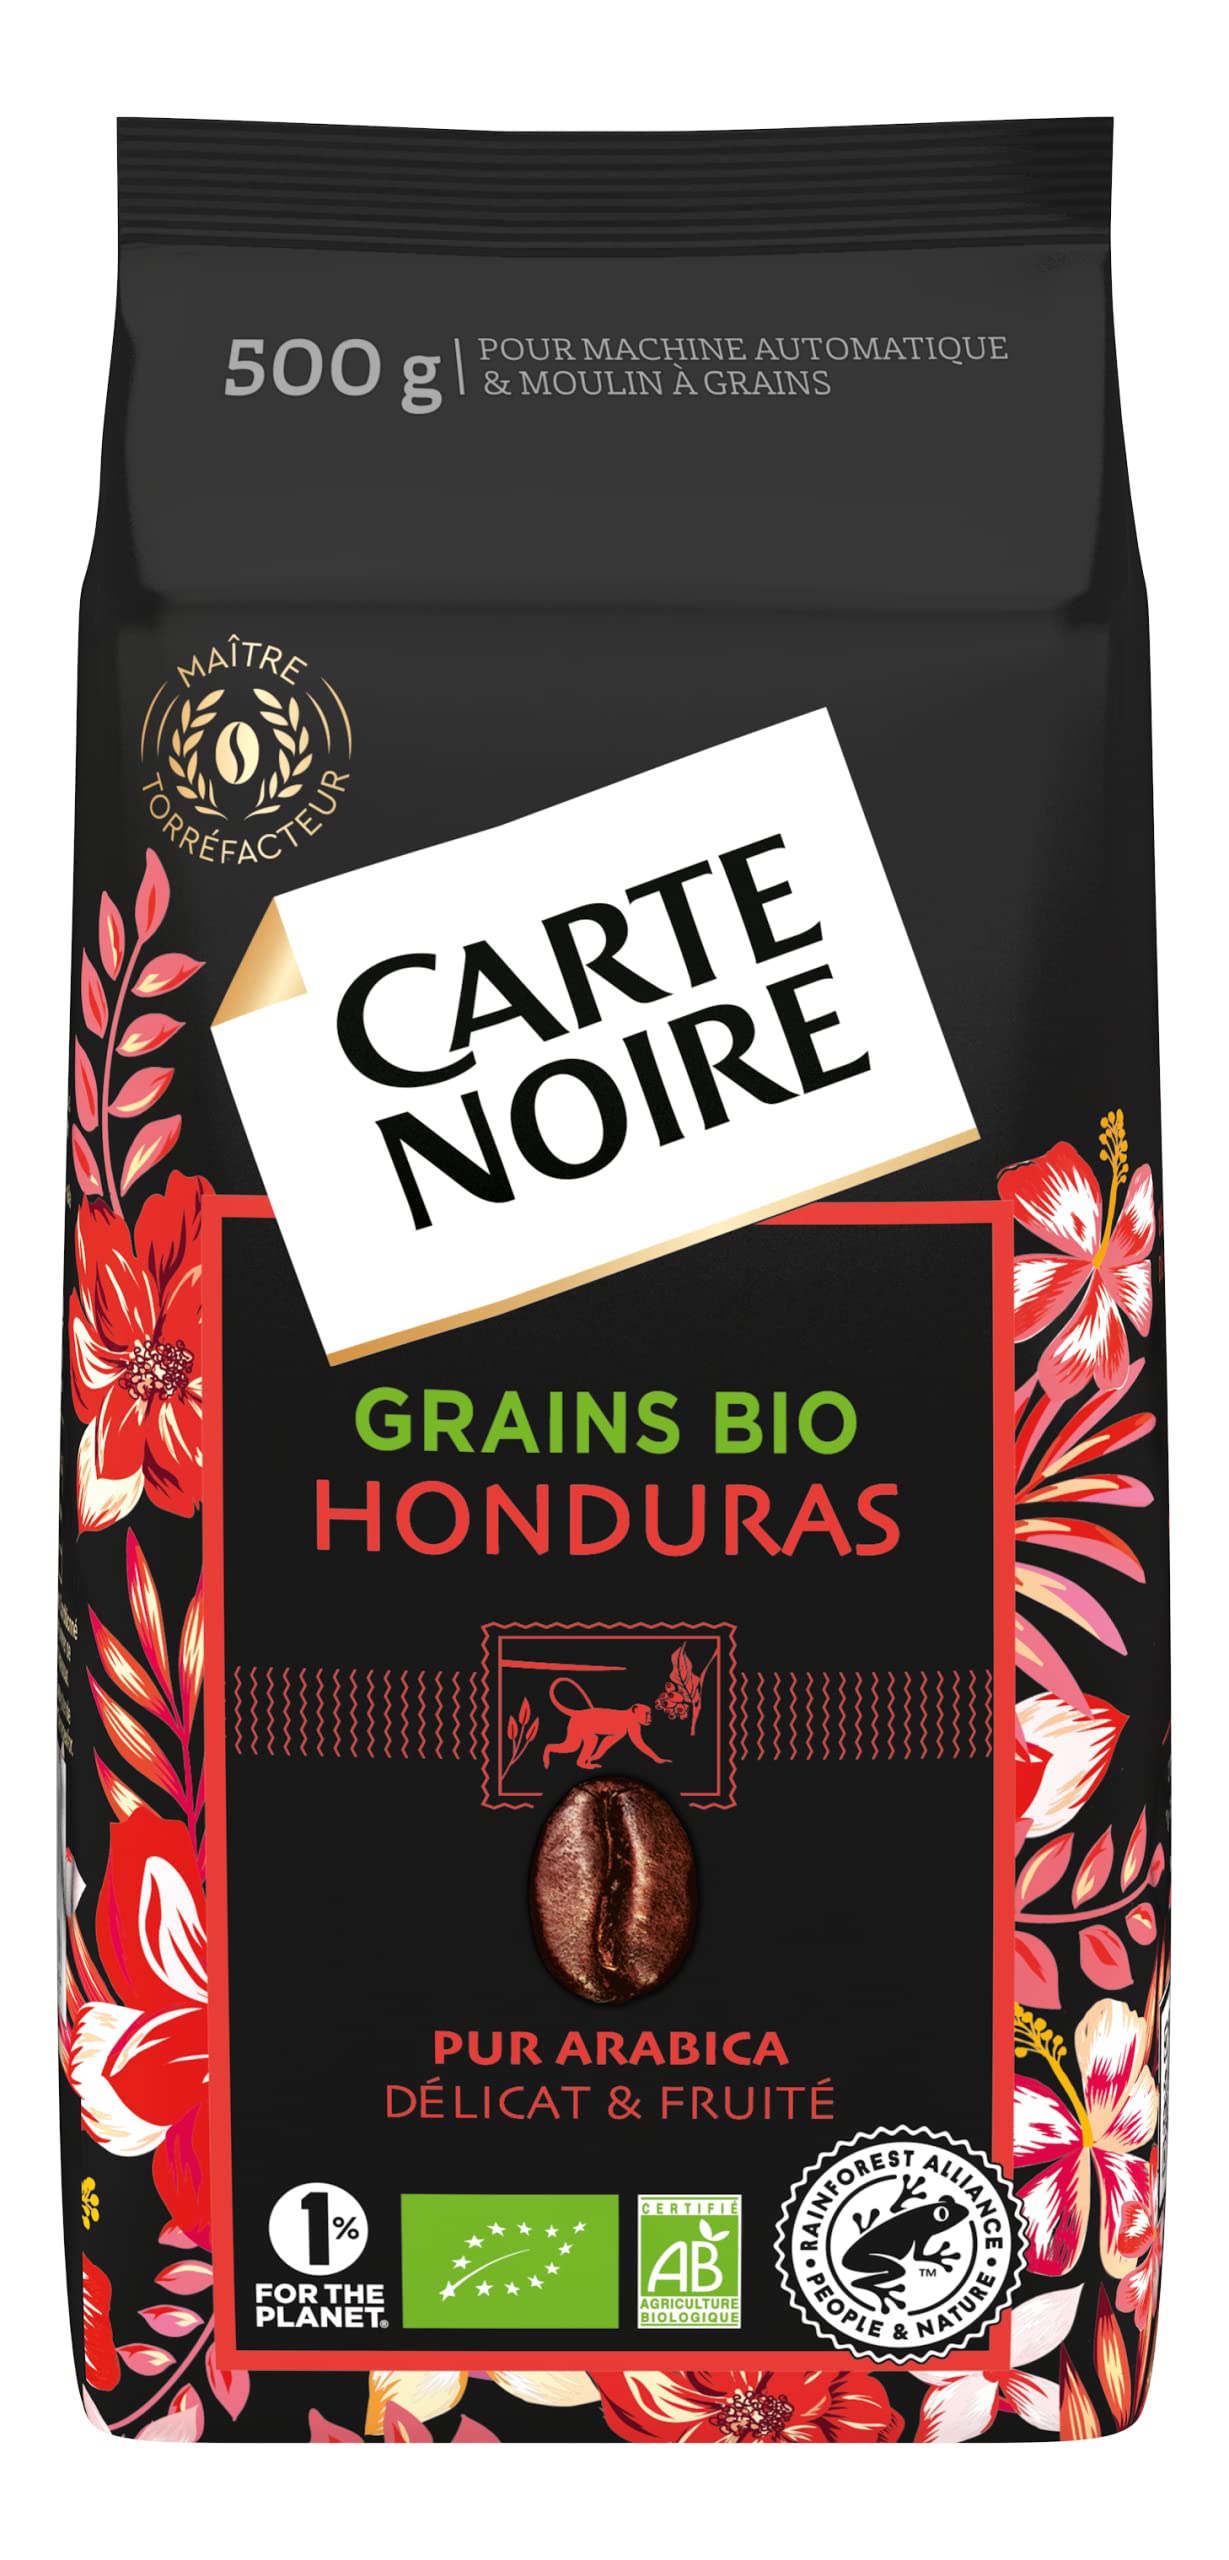 500 g
POUR MACHINE AUTOMATIQUE
& MOULIN À GRAINS
MAÎTRE
TORRÉFACTEUR
CARTE
NOIRE
GRAINS BIO
HONDURAS
PUR ARABICA
DÉLICAT & FRUITÉ
1%
FOR THE
PLANET®
CERTIFIÉ
AB
AGRICULTURE
BIOLOGIQUE
RAINFOREST ALLIANCE
PEOPLE & NATURE
TM